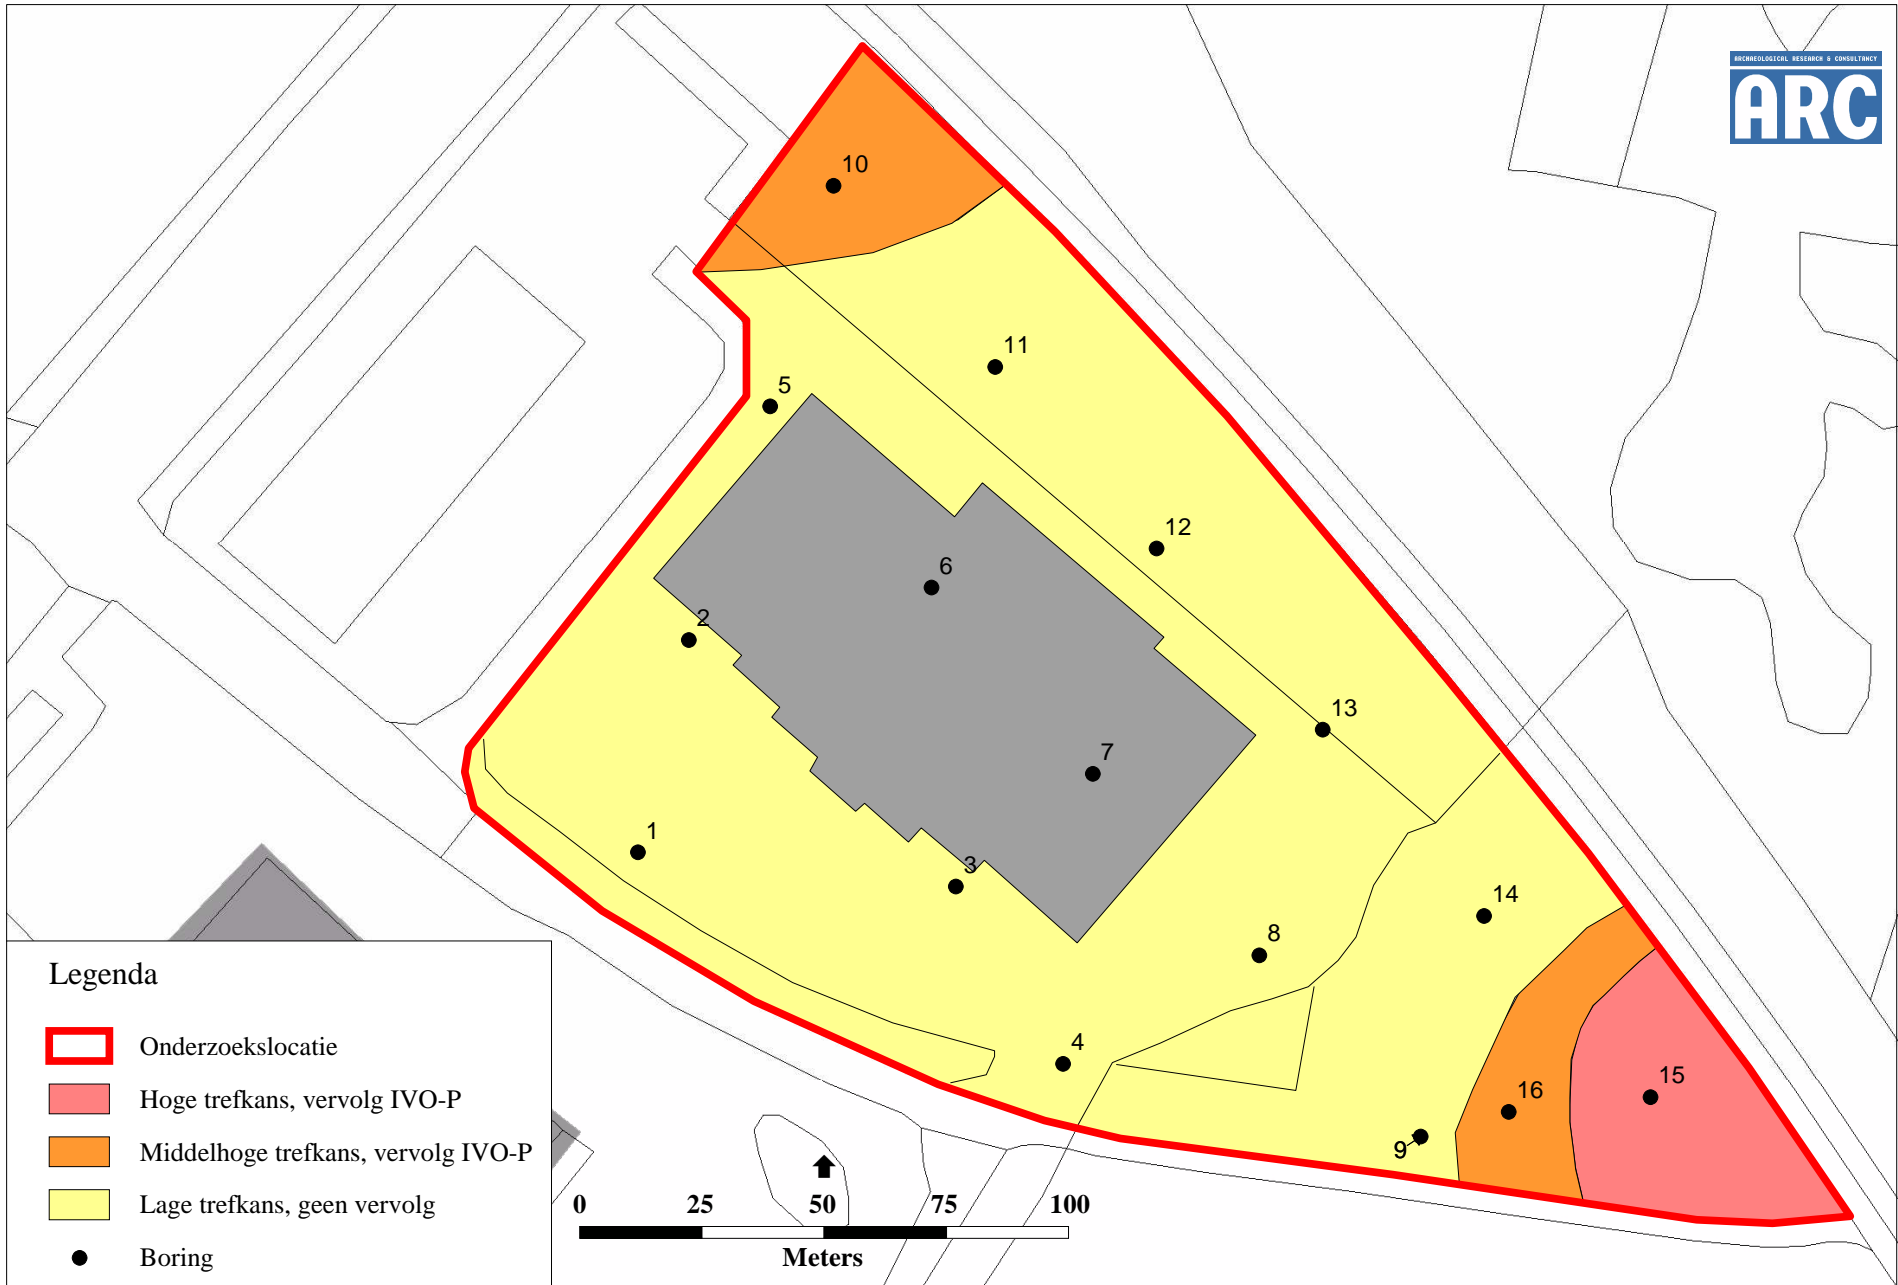 ARCHAEOLOGICAL RESEARCH & CONSULTANCY
ARC
10
11
5
12
6
2
13
7
1
3
14
8
4
15
16
9
Legenda
Onderzoekslocatie
Hoge trefkans, vervolg IVO-P
Middelhoge trefkans, vervolg IVO-P
Lage trefkans, geen vervolg
Boring
0 25 50 75 100
Meters